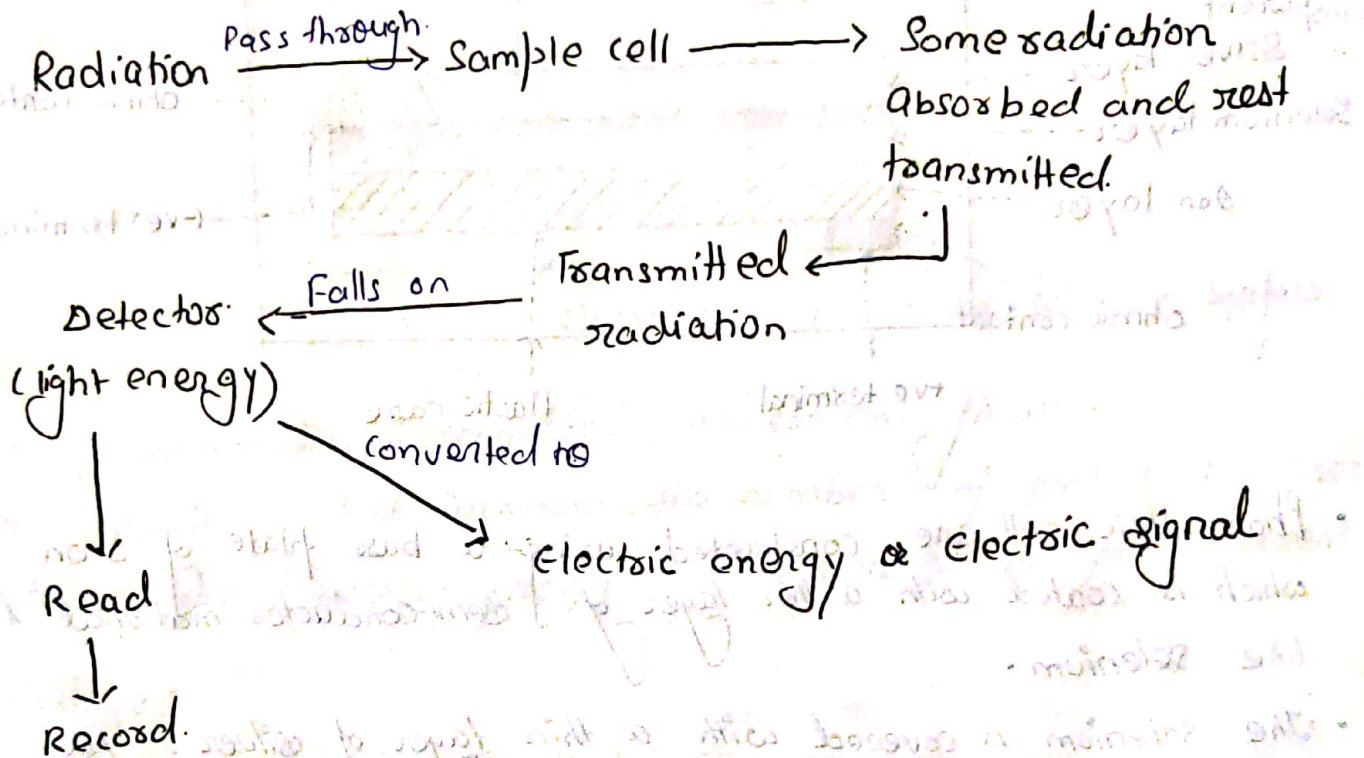 Radiation Pass through. Sample cell Some radiation
absorbed and rest
transmitted.
Transmitted
radiation
Falls on
Detector.
(light energy)
Converted to
Electric energy or Electric signal
Read
Record.